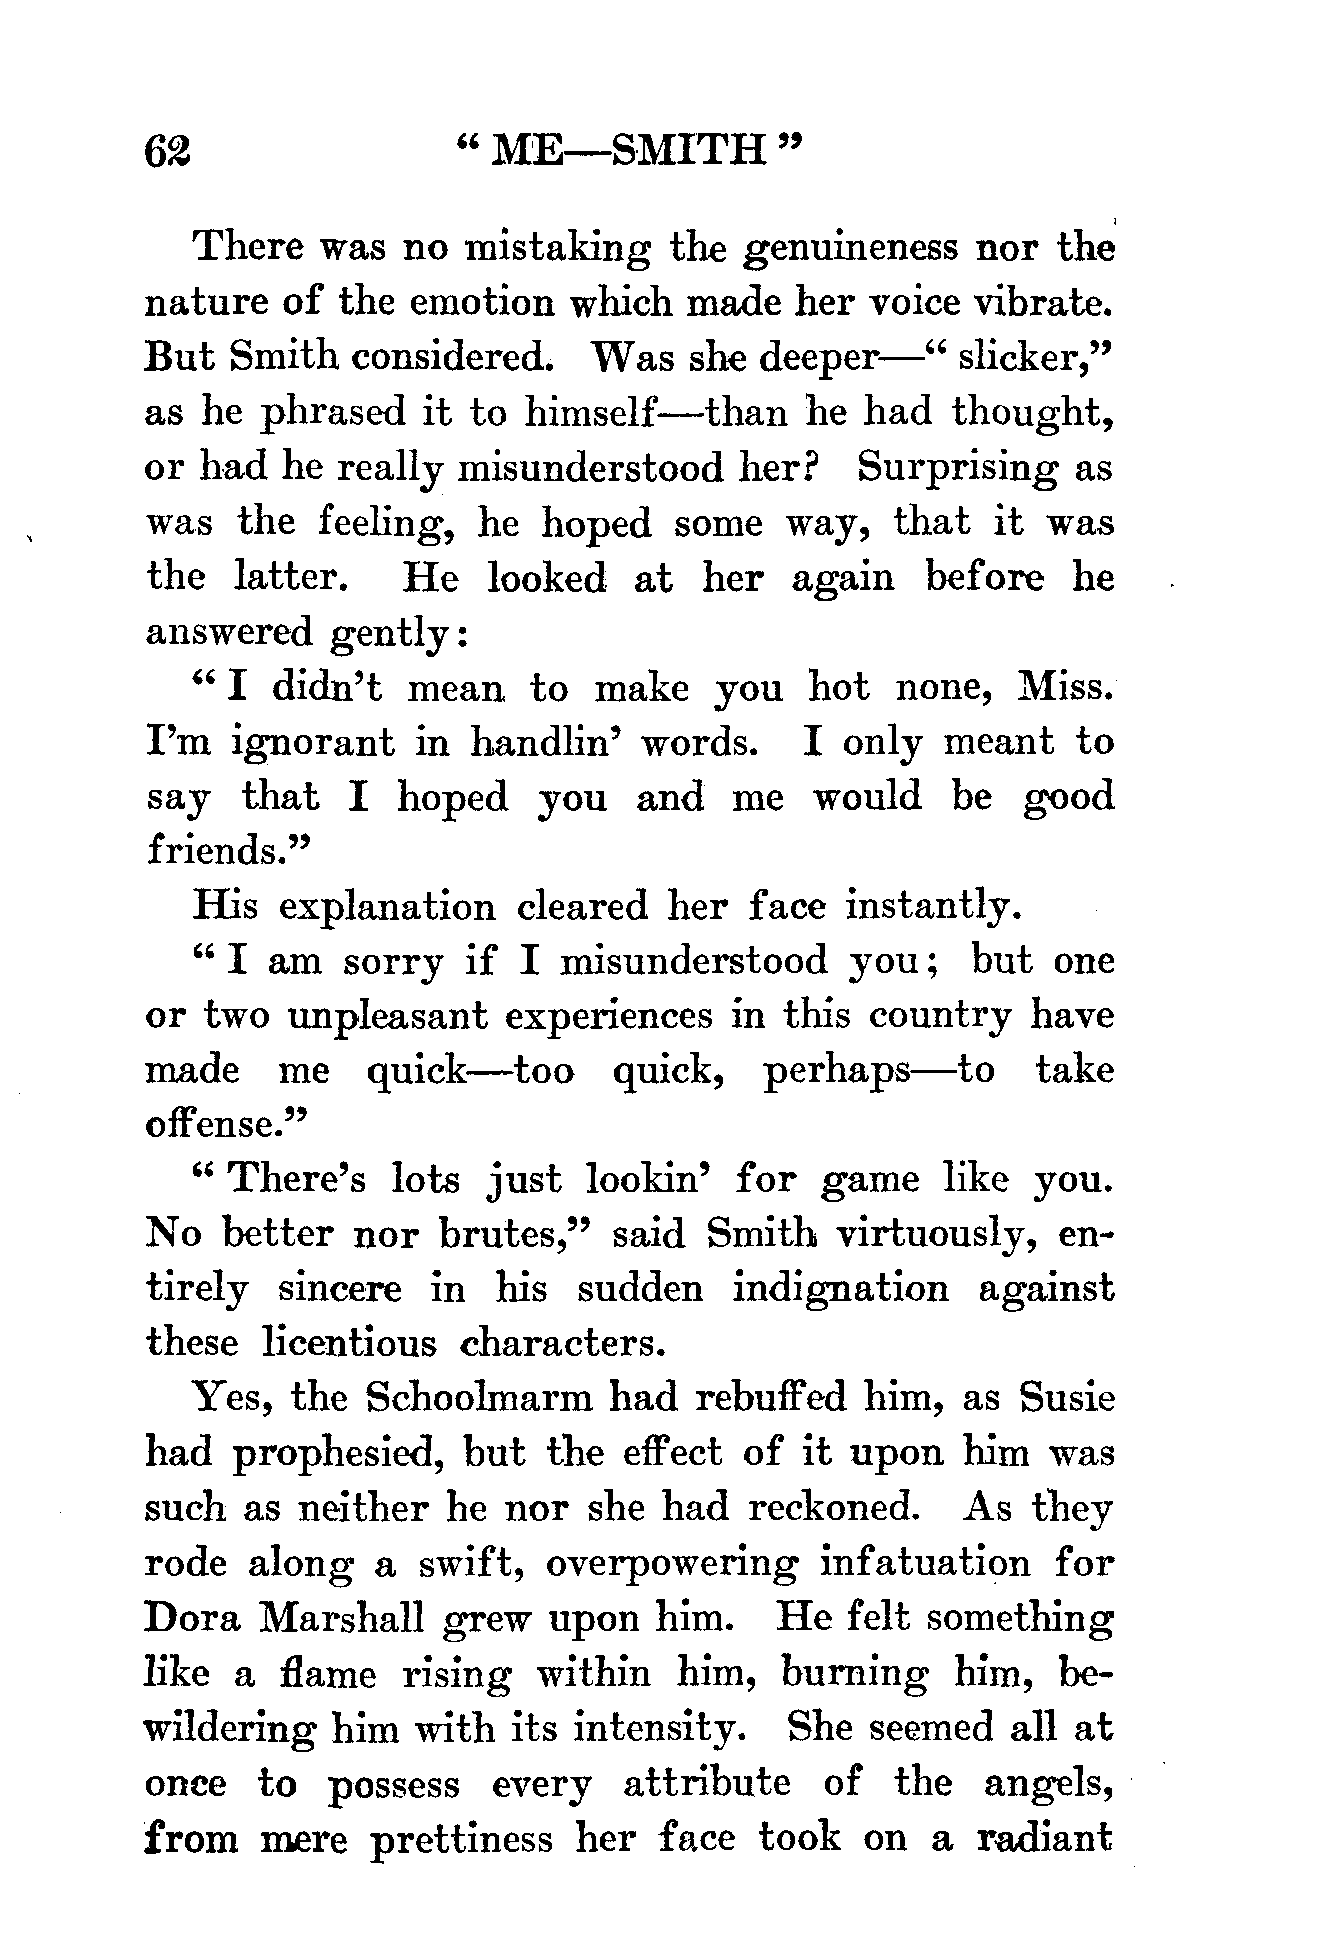 62 “ ME—SMITH ”
There was no mistaking the genuineness nor the
nature of the emotion which made her voice vibrate.
But Smith considered. Was she deeper—“ slicker,”
as he phrased it to himself—than he had thought,
or had he really misunderstood her? Surprising as
was the feeling, he hoped some way, that it was
the latter. He looked at her again before he
answered gently:
“ I didn’t mean to make you hot none, Miss.
I’m ignorant in handlin’ words. I only meant to
say that I hoped you and me would be good
friends.”
His explanation cleared her face instantly.
“ I am sorry if I misunderstood you; but one
or two unpleasant experiences in this country have
made me quick—too quick, perhaps—to take
offense.”
“ There’s lots just lookin’ for game like you.
No better nor brutes,” said Smith virtuously, en-
tirely sincere in his sudden indignation against
these licentious characters.
Yes, the Schoolmarm had rebuffed him, as Susie
had prophesied, but the effect of it upon him was
such as neither he nor she had reckoned. As they
rode along a swift, overpowering infatuation for
Dora Marshall grew upon him. He felt something
like a flame rising within him, burning him, be-
wildering him with its intensity. She seemed all at
once to possess every attribute of the angels,
from mere prettiness her face took on a radiant